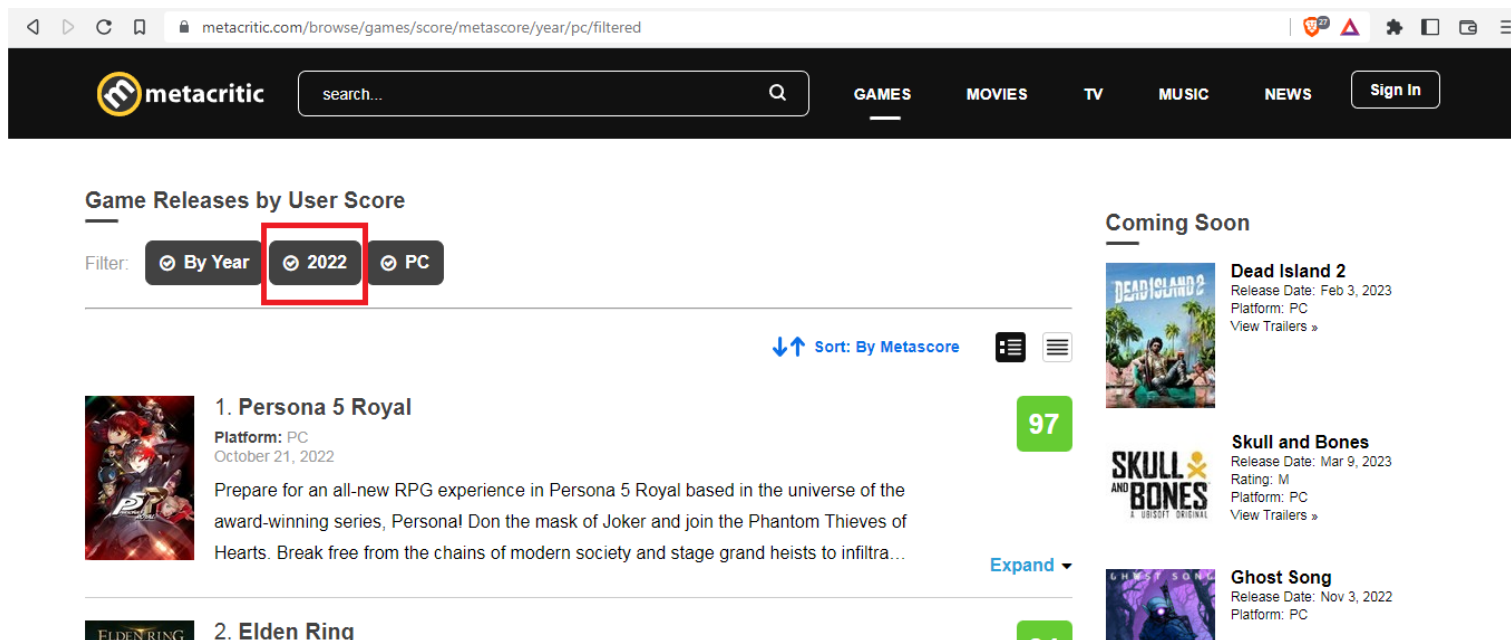 metacritic.com/browse/games/score/metascore/year/pc/filtered
27
metacritic
search...
GAMES
MOVIES
TV
MUSIC
NEWS
Sign In
Game Releases by User Score
Filter:
By Year
2022
PC
Sort: By Metascore
1. Persona 5 Royal
97
Platform: PC
October 21, 2022
Prepare for an all-new RPG experience in Persona 5 Royal based in the universe of the
award-winning series, Persona! Don the mask of Joker and join the Phantom Thieves of
Hearts. Break free from the chains of modern society and stage grand heists to infiltra...
Expand
ELDEN RING
2. Elden Ring
Coming Soon
DEAD ISLAND 2
Dead Island 2
Release Date: Feb 3, 2023
Platform: PC
View Trailers »
SKULL
AND BONES
A UBISOFT ORIGINAL
Skull and Bones
Release Date: Mar 9, 2023
Rating: M
Platform: PC
View Trailers »
GHOST SONG
Ghost Song
Release Date: Nov 3, 2022
Platform: PC